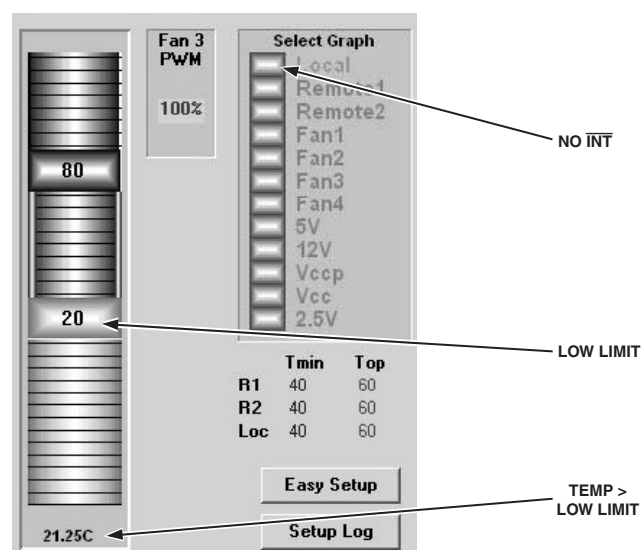 Fan 3
PWM
100%
Select Graph
Local
Remote1
Remote2
Fan1
Fan2
Fan3
Fan4
5V
12V
Vccp
Vcc
2.5V
NO INT
80
20
LOW LIMIT
Tmin Top
R1 40 60
R2 40 60
Loc 40 60
Easy Setup
Setup Log
21.25C
TEMP >
LOW LIMIT